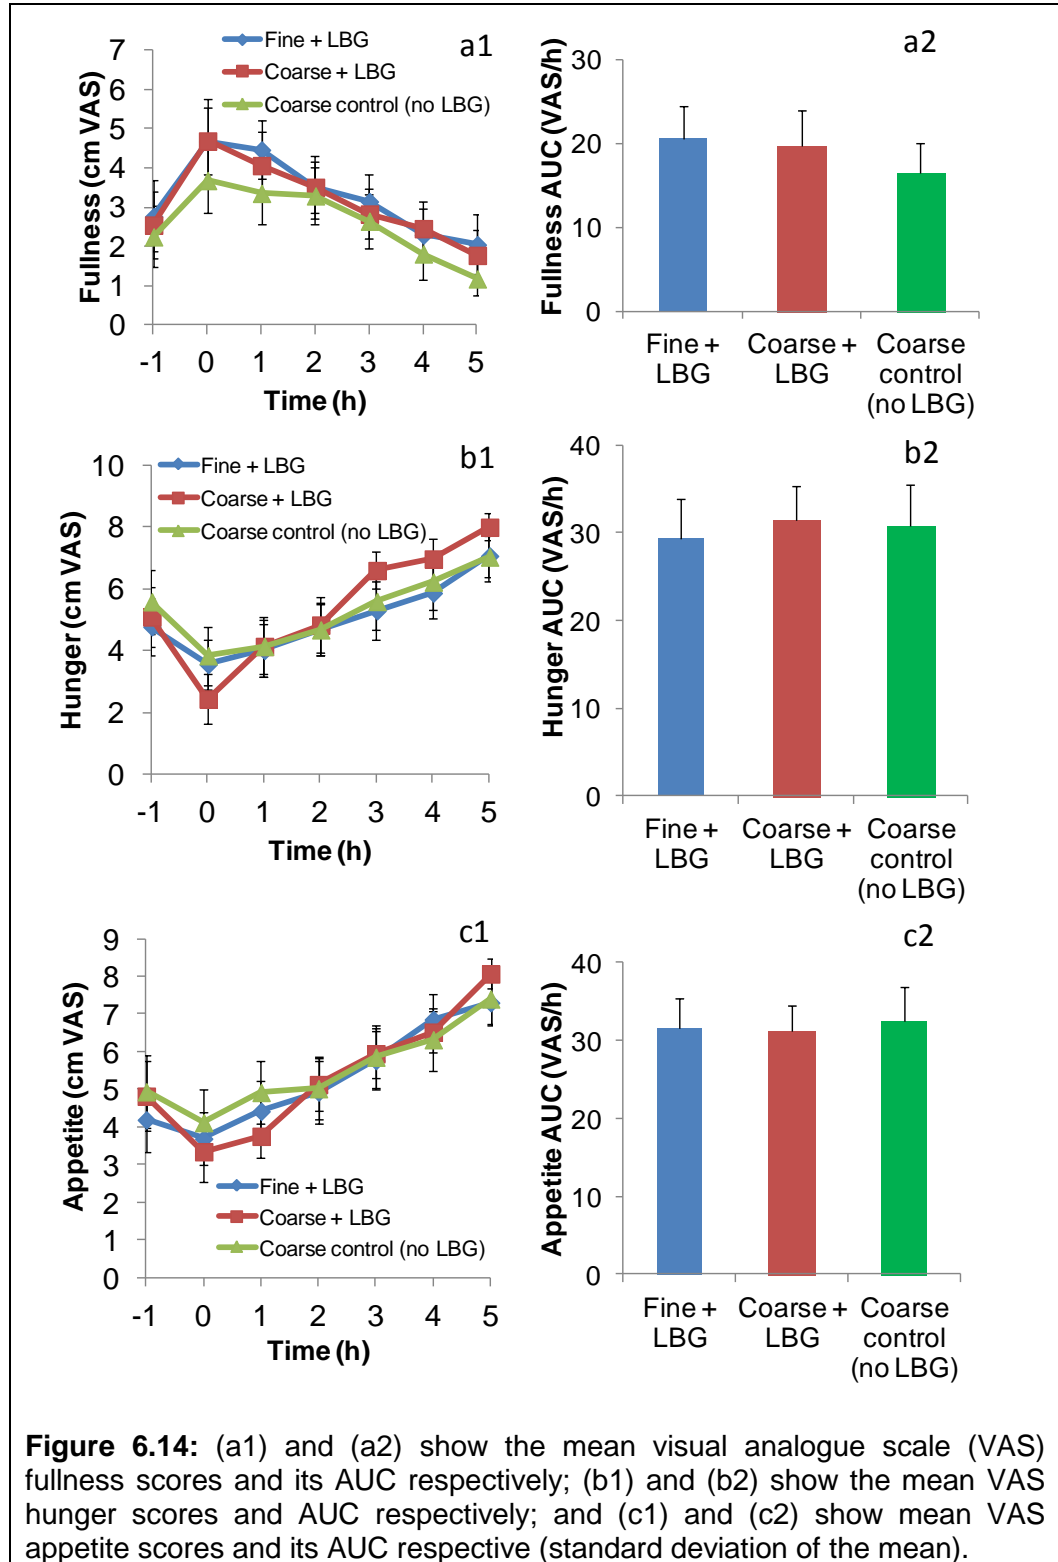 Fine + LBG
Coarse + LBG
Coarse control (no LBG)
a1
7
6
5
4
3
2
1
0
-1 0 1 2 3 4 5
Time (h)
Fullness (cm VAS)
a2
30
20
10
0
Fullness AUC (VAS/h)
Fine +
LBG
Coarse +
LBG
Coarse
control
(no LBG)
Fine + LBG
Coarse + LBG
Coarse control (no LBG)
b1
10
8
6
4
2
0
-1 0 1 2 3 4 5
Time (h)
Hunger (cm VAS)
b2
40
30
20
10
0
Hunger AUC (VAS/h)
Fine +
LBG
Coarse +
LBG
Coarse
control
(no LBG)
c1
9
8
7
6
5
4
3
2
1
0
-1 0 1 2 3 4 5
Time (h)
Appetite (cm VAS)
Fine + LBG
Coarse + LBG
Coarse control (no LBG)
c2
40
30
20
10
0
Appetite AUC (VAS/h)
Fine +
LBG
Coarse +
LBG
Coarse
control
(no LBG)
Figure 6.14: (a1) and (a2) show the mean visual analogue scale (VAS)
fullness scores and its AUC respectively; (b1) and (b2) show the mean VAS
hunger scores and AUC respectively; and (c1) and (c2) show mean VAS
appetite scores and its AUC respective (standard deviation of the mean).